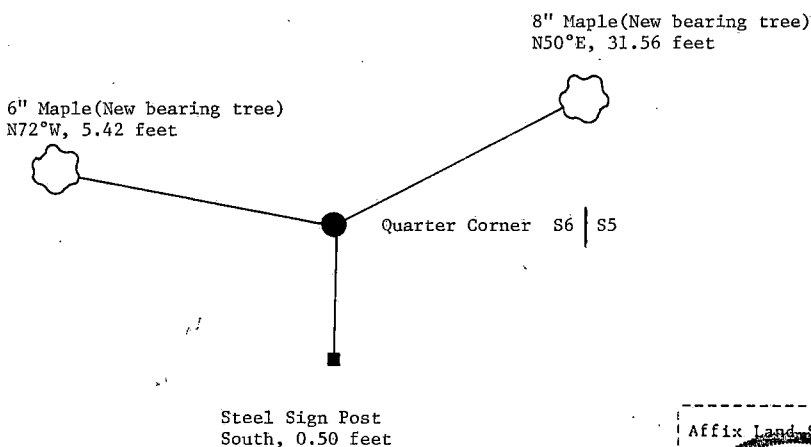 8" Maple(New bearing tree)
N50°E, 31.56 feet
6" Maple(New bearing tree)
N72°W, 5.42 feet
Quarter Corner S6 | S5
Steel Sign Post
South, 0.50 feet
Affix Land